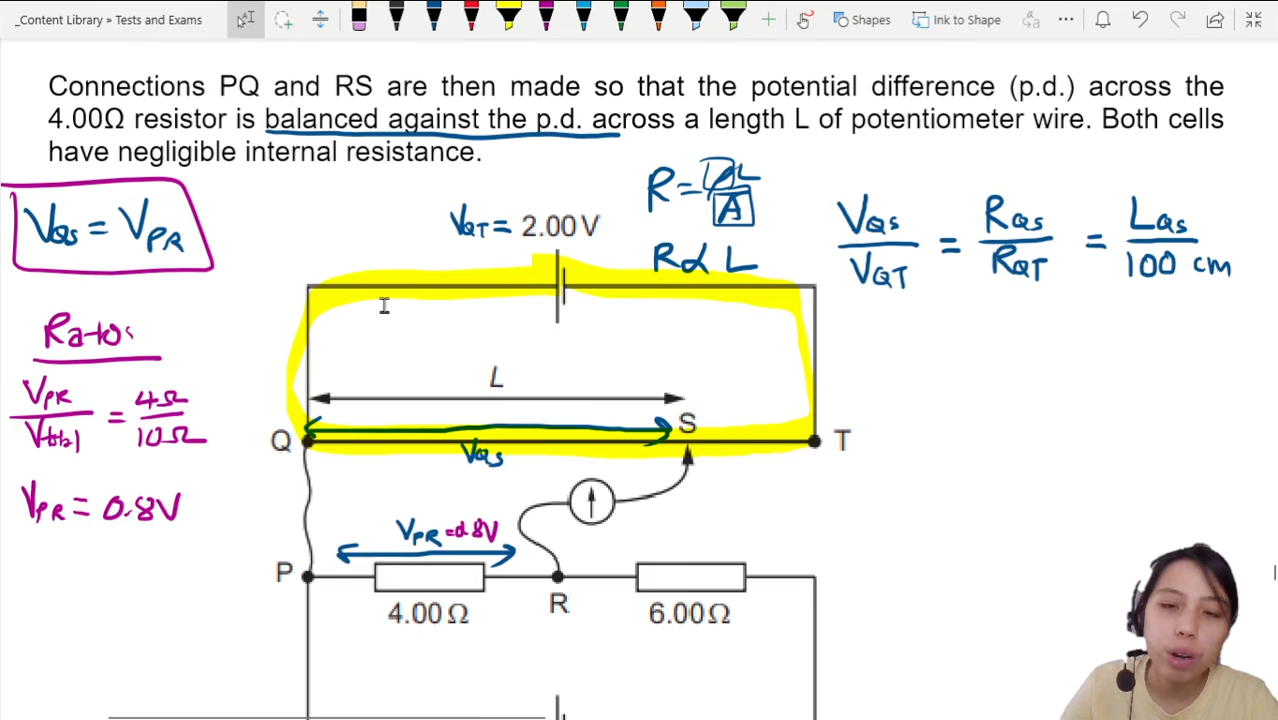 _Content Library » Tests and Exams
Shapes
Ink to Shape
Connections PQ and RS are then made so that the potential difference (p.d.) across the
4.00Ω resistor is balanced against the p.d. across a length L of potentiometer wire. Both cells
have negligible internal resistance.
V_QS = V_PR
V_QT = 2.00 V
R = ρL / A
R ∝ L
V_QS / V_QT = R_QS / R_QT = L_QS / 100 cm
Ratios
V_PR / V_total = 4Ω / 10Ω
V_PR = 0.8V
L
Q
S
T
V_QS
V_PR = 0.8V
P
R
4.00 Ω
6.00 Ω